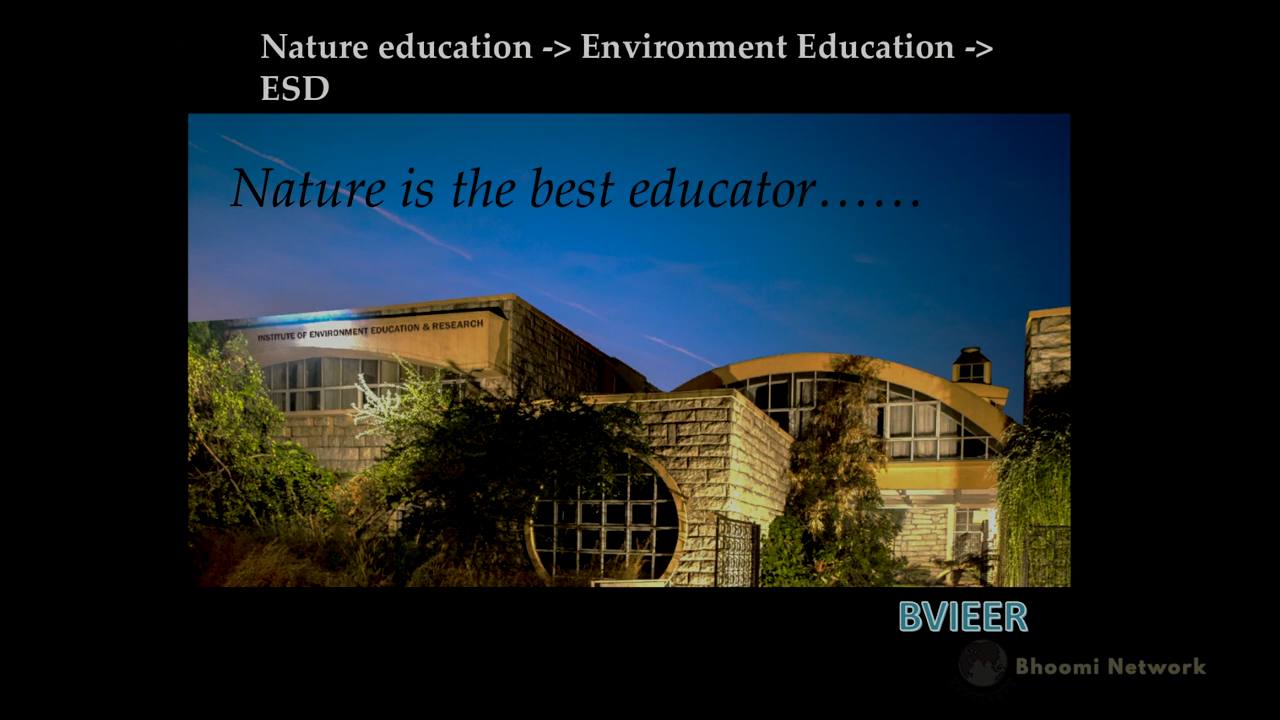 Nature education -> Environment Education ->
ESD
Nature is the best educator......
INSTITUTE OF ENVIRONMENT EDUCATION & RESEARCH
BVIEER
Bhoomi Network